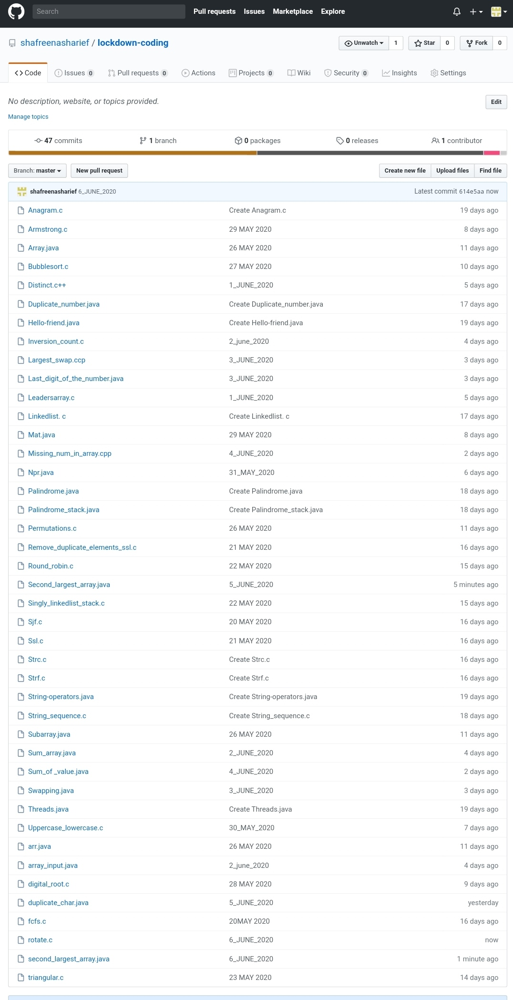 Search Pull requests Issues Marketplace Explore
shafreenasharief / lockdown-coding Unwatch 1 Star 0 Fork 0
Code Issues 0 Pull requests 0 Actions Projects 0 Wiki Security 0 Insights Settings
No description, website, or topics provided. Edit
Manage topics
47 commits 1 branch 0 packages 0 releases 1 contributor
Branch: master New pull request Create new file Upload files Find file
shafreenasharief 6_JUNE_2020 Latest commit 614e5aa now
Anagram.c Create Anagram.c 19 days ago
Armstrong.c 29 MAY 2020 8 days ago
Array.java 26 MAY 2020 11 days ago
Bubblesort.c 27 MAY 2020 10 days ago
Distinct.c++ 1_JUNE_2020 5 days ago
Duplicate_number.java Create Duplicate_number.java 17 days ago
Hello-friend.java Create Hello-friend.java 19 days ago
Inversion_count.c 2_june_2020 4 days ago
Largest_swap.ccp 3_JUNE_2020 3 days ago
Last_digit_of_the_number.java 3_JUNE_2020 3 days ago
Leadersarray.c 1_JUNE_2020 5 days ago
Linkedlist. c Create Linkedlist. c 17 days ago
Mat.java 29 MAY 2020 8 days ago
Missing_num_in_array.cpp 4_JUNE_2020 2 days ago
Npr.java 31_MAY_2020 6 days ago
Palindrome.java Create Palindrome.java 18 days ago
Palindrome_stack.java Create Palindrome_stack.java 18 days ago
Permutations.c 26 MAY 2020 11 days ago
Remove_duplicate_elements_ssl.c 21 MAY 2020 16 days ago
Round_robin.c 22 MAY 2020 15 days ago
Second_largest_array.java 5_JUNE_2020 5 minutes ago
Singly_linkedlist_stack.c 22 MAY 2020 15 days ago
Sjf.c 20 MAY 2020 16 days ago
Ssl.c 21 MAY 2020 16 days ago
Strc.c Create Strc.c 16 days ago
Strf.c Create Strf.c 16 days ago
String-operators.java Create String-operators.java 19 days ago
String_sequence.c Create String_sequence.c 18 days ago
Subarray.java 26 MAY 2020 11 days ago
Sum_array.java 2_JUNE_2020 4 days ago
Sum_of _value.java 4_JUNE_2020 2 days ago
Swapping.java 3_JUNE_2020 3 days ago
Threads.java Create Threads.java 19 days ago
Uppercase_lowercase.c 30_MAY_2020 7 days ago
arr.java 26 MAY 2020 11 days ago
array_input.java 2_june_2020 4 days ago
digital_root.c 28 MAY 2020 9 days ago
duplicate_char.java 5_JUNE_2020 yesterday
fcfs.c 20MAY 2020 16 days ago
rotate.c 6_JUNE_2020 now
second_largest_array.java 6_JUNE_2020 1 minute ago
triangular.c 23 MAY 2020 14 days ago